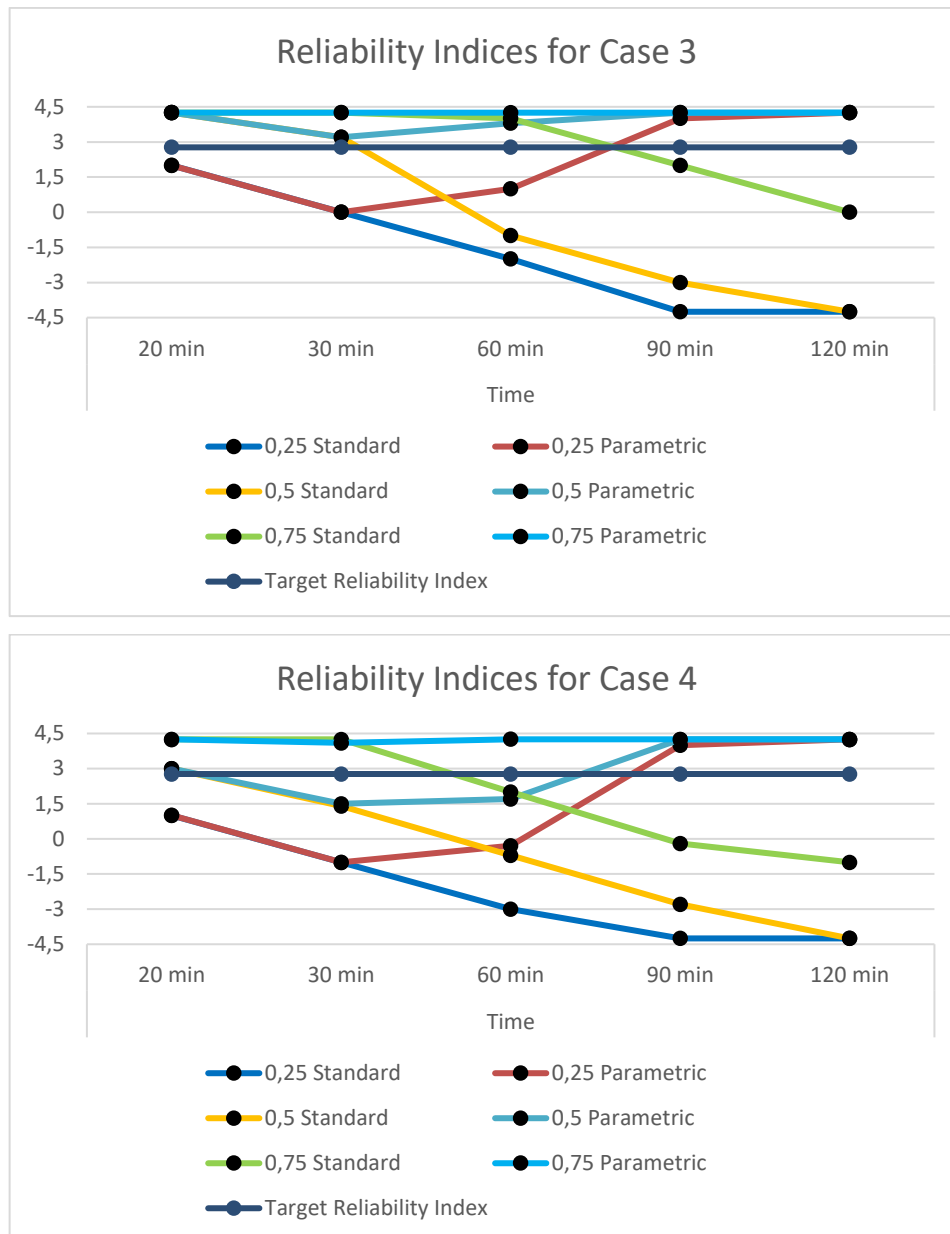 Reliability Indices for Case 3
4,5
3
1,5
0
-1,5
-3
-4,5
20 min 30 min 60 min 90 min 120 min
Time
0,25 Standard 0,25 Parametric
0,5 Standard 0,5 Parametric
0,75 Standard 0,75 Parametric
Target Reliability Index
Reliability Indices for Case 4
4,5
3
1,5
0
-1,5
-3
-4,5
20 min 30 min 60 min 90 min 120 min
Time
0,25 Standard 0,25 Parametric
0,5 Standard 0,5 Parametric
0,75 Standard 0,75 Parametric
Target Reliability Index